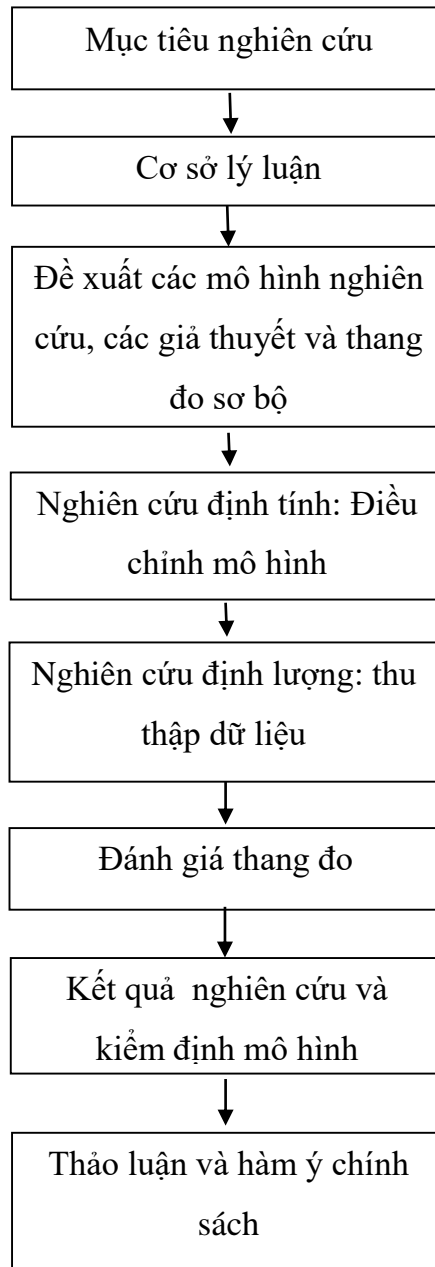 Mục tiêu nghiên cứu
Cơ sở lý luận
Đề xuất các mô hình nghiên
cứu, các giả thuyết và thang
đo sơ bộ
Nghiên cứu định tính: Điều
chỉnh mô hình
Nghiên cứu định lượng: thu
thập dữ liệu
Đánh giá thang đo
Kết quả nghiên cứu và
kiểm định mô hình
Thảo luận và hàm ý chính
sách